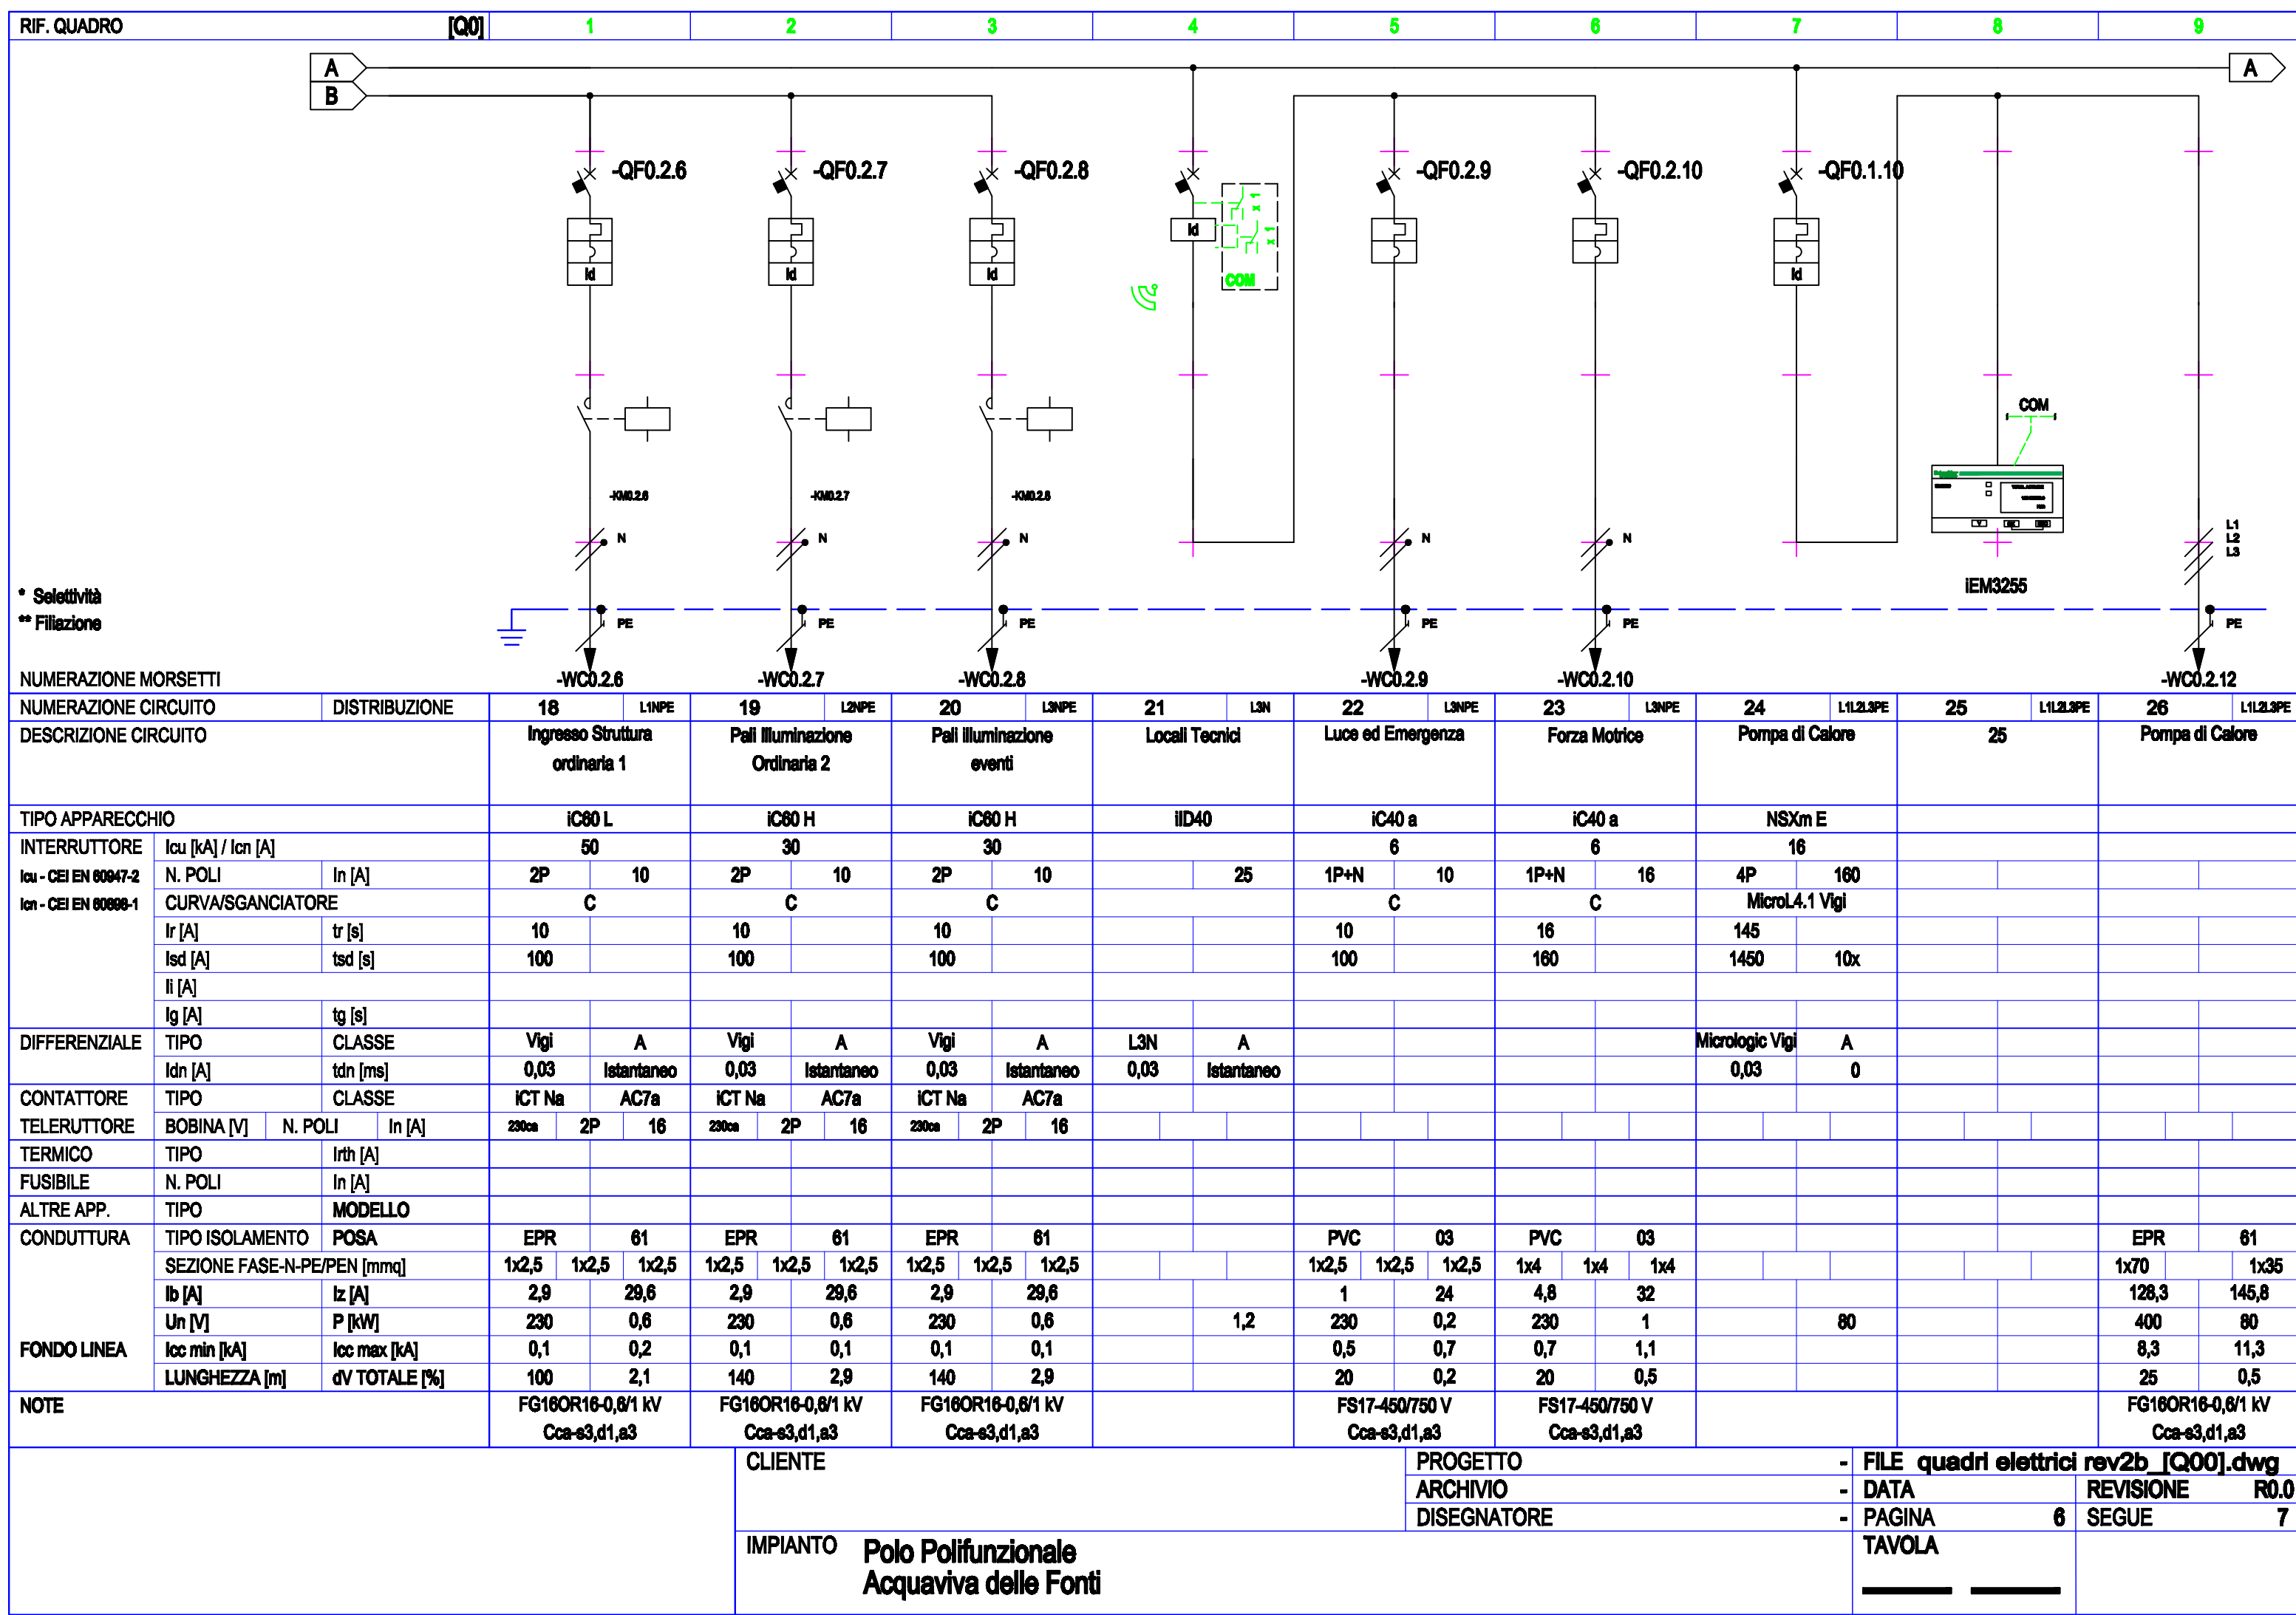 RIF. QUADRO [Q0] 1 2 3 4 5 6 7 8 9
A A
B
-QF0.2.6 -QF0.2.7 -QF0.2.8 -QF0.2.9 -QF0.2.10 -QF0.1.10
x 1
x 1
Id
Id Id Id Id
COM
COM
-KM0.2.6 -KM0.2.7 -KM0.2.8
N N N N N
L1
L2
L3
iEM3255
* Selettività
** Filiazione
PE PE PE PE PE PE
NUMERAZIONE MORSETTI -WC0.2.6 -WC0.2.7 -WC0.2.8 -WC0.2.9 -WC0.2.10 -WC0.2.12
NUMERAZIONE CIRCUITO DISTRIBUZIONE 18 L1NPE 19 L2NPE 20 L3NPE 21 L3N 22 L3NPE 23 L3NPE 24 L1L2L3PE 25 L1L2L3PE 26 L1L2L3PE
DESCRIZIONE CIRCUITO Ingresso Struttura Pali Illuminazione Pali illuminazione Locali Tecnici Luce ed Emergenza Forza Motrice Pompa di Calore 25 Pompa di Calore
ordinaria 1 Ordinaria 2 eventi
TIPO APPARECCHIO iC60 L iC60 H iC60 H iID40 iC40 a iC40 a NSXm E
INTERRUTTORE Icu [kA] / Icn [A] 50 30 30 6 6 16
Icu - CEI EN 60947-2 N. POLI In [A] 2P 10 2P 10 2P 10 25 1P+N 10 1P+N 16 4P 160
Icn - CEI EN 60898-1 CURVA/SGANCIATORE C C C C C MicroL4.1 Vigi
Ir [A] tr [s] 10 10 10 10 16 145
Isd [A] tsd [s] 100 100 100 100 160 1450 10x
Ii [A]
Ig [A] tg [s]
DIFFERENZIALE TIPO CLASSE Vigi A Vigi A Vigi A L3N A Micrologic Vigi A
Idn [A] tdn [ms] 0,03 Istantaneo 0,03 Istantaneo 0,03 Istantaneo 0,03 Istantaneo 0,03 0
CONTATTORE TIPO CLASSE iCT Na AC7a iCT Na AC7a iCT Na AC7a
TELERUTTORE BOBINA [V] N. POLI In [A] 230ca 2P 16 230ca 2P 16 230ca 2P 16
TERMICO TIPO Irth [A]
FUSIBILE N. POLI In [A]
ALTRE APP. TIPO MODELLO
CONDUTTURA TIPO ISOLAMENTO POSA EPR 61 EPR 61 EPR 61 PVC 03 PVC 03 EPR 61
SEZIONE FASE-N-PE/PEN [mmq] 1x2,5 1x2,5 1x2,5 1x2,5 1x2,5 1x2,5 1x2,5 1x2,5 1x2,5 1x2,5 1x2,5 1x2,5 1x4 1x4 1x4 1x70 1x35
Ib [A] Iz [A] 2,9 29,6 2,9 29,6 2,9 29,6 1 24 4,8 32 128,3 145,8
Un [V] P [kW] 230 0,6 230 0,6 230 0,6 1,2 230 0,2 230 1 80 400 80
FONDO LINEA Icc min [kA] Icc max [kA] 0,1 0,2 0,1 0,1 0,1 0,1 0,5 0,7 0,7 1,1 8,3 11,3
LUNGHEZZA [m] dV TOTALE [%] 100 2,1 140 2,9 140 2,9 20 0,2 20 0,5 25 0,5
NOTE FG16OR16-0,6/1 kV FG16OR16-0,6/1 kV FG16OR16-0,6/1 kV FS17-450/750 V FS17-450/750 V FG16OR16-0,6/1 kV
Cca-s3,d1,a3 Cca-s3,d1,a3 Cca-s3,d1,a3 Cca-s3,d1,a3 Cca-s3,d1,a3 Cca-s3,d1,a3
CLIENTE PROGETTO - FILE quadri elettrici rev2b_[Q00].dwg
ARCHIVIO - DATA REVISIONE R0.0
DISEGNATORE - PAGINA 6 SEGUE 7
IMPIANTO Polo Polifunzionale TAVOLA
Acquaviva delle Fonti